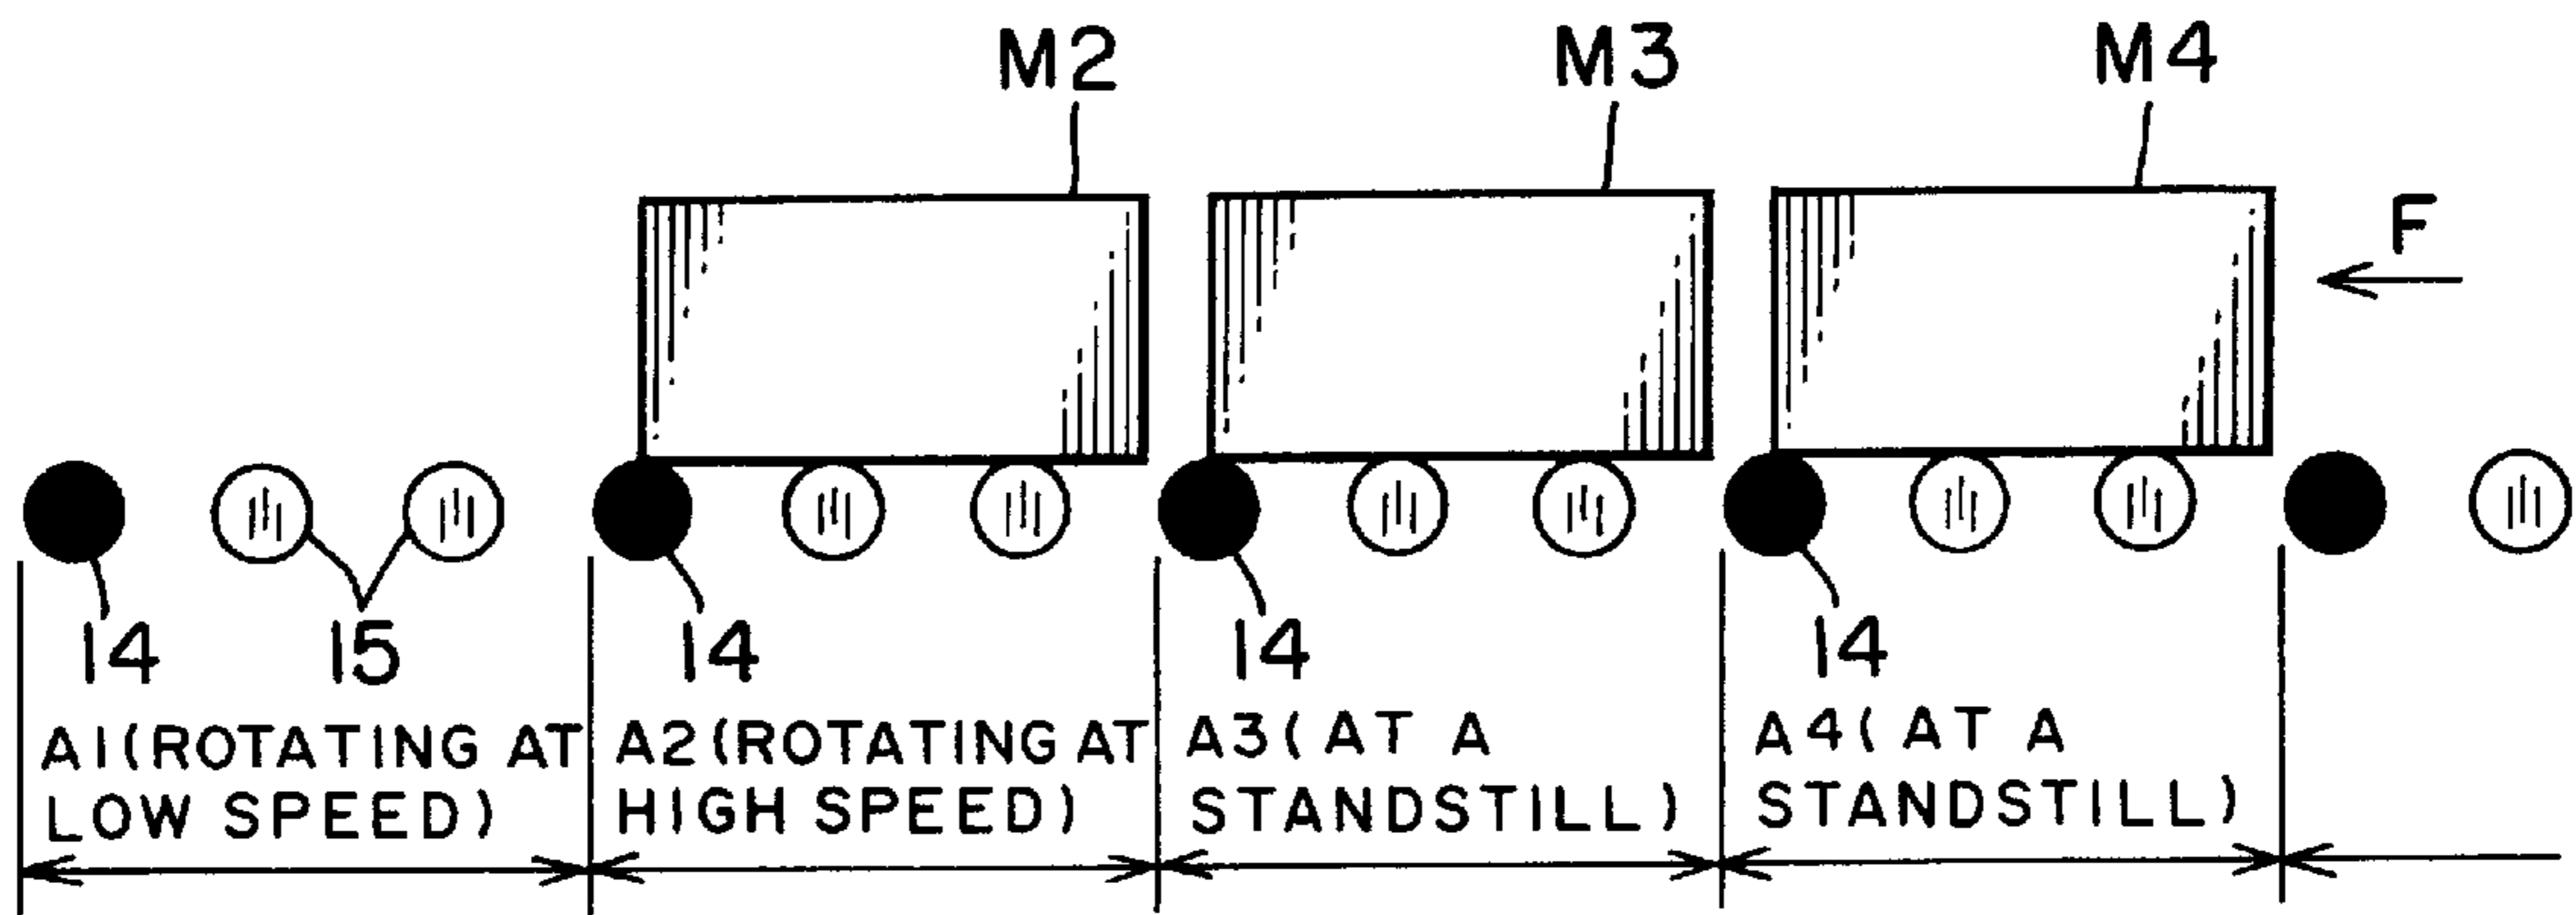 M2
M3
M4
F
14
15
14
14
14
A1(ROTATING AT
LOW SPEED)
A2(ROTATING AT
HIGH SPEED)
A3(AT A
STANDSTILL)
A4(AT A
STANDSTILL)